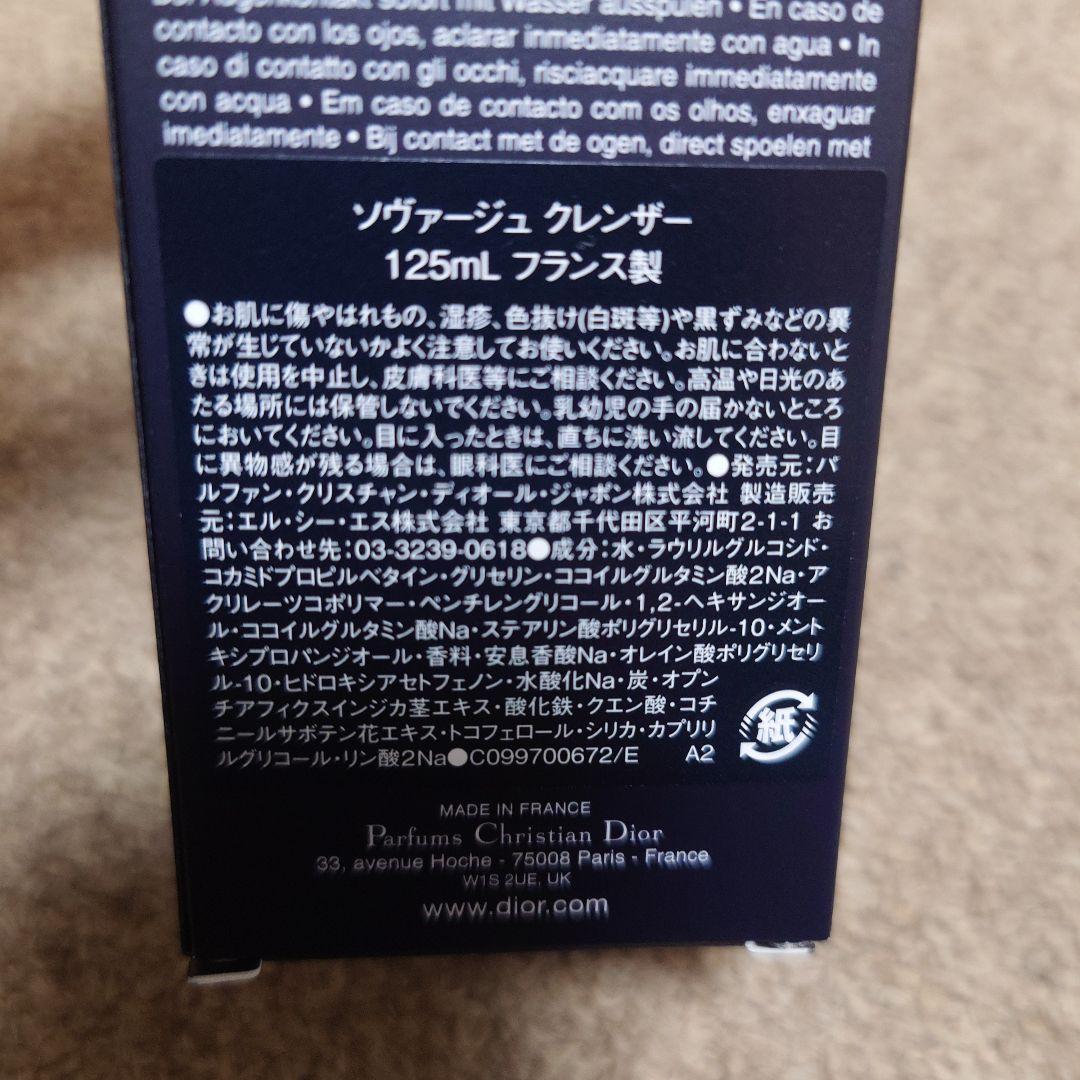 Bei Augenkontakt sofort mit Wasser ausspülen • En caso de
contacto con los ojos, aclarar inmediatamente con agua • In
caso di contatto con gli occhi, risciacquare immediatamente
con acqua • Em caso de contacto com os olhos, enxaguar
imediatamente • Bij contact met de ogen, direct spoelen met
ソヴァージュ クレンザー
125mL フランス製
●お肌に傷やはれもの、湿疹、色抜け(白斑等)や黒ずみなどの異
常が生じていないかよく注意してお使いください。お肌に合わないと
きは使用を中止し、皮膚科医等にご相談ください。高温や日光のあ
たる場所には保管しないでください。乳幼児の手の届かないところ
においてください。目に入ったときは、直ちに洗い流してください。目
に異物感が残る場合は、眼科医にご相談ください。●発売元:パ
ルファン・クリスチャン・ディオール・ジャポン株式会社 製造販売
元:エル・シー・エス株式会社 東京都千代田区平河町2-1-1 お
問い合わせ先:03-3239-0618●成分:水・ラウリルグルコシド・
コカミドプロピルベタイン・グリセリン・ココイルグルタミン酸2Na・ア
クリレーツコポリマー・ペンチレングリコール・1,2-ヘキサンジオー
ル・ココイルグルタミン酸Na・ステアリン酸ポリグリセリル-10・メント
キシプロパンジオール・香料・安息香酸Na・オレイン酸ポリグリセリ
ル-10・ヒドロキシアセトフェノン・水酸化Na・炭・オプン
チアフィクスインジカ茎エキス・酸化鉄・クエン酸・コチ
ニールサボテン花エキス・トコフェロール・シリカ・カプリリ
ルグリコール・リン酸2Na●C099700672/E A2
紙
MADE IN FRANCE
Parfums Christian Dior
33, avenue Hoche - 75008 Paris - France
W1S 2UE, UK
www.dior.com